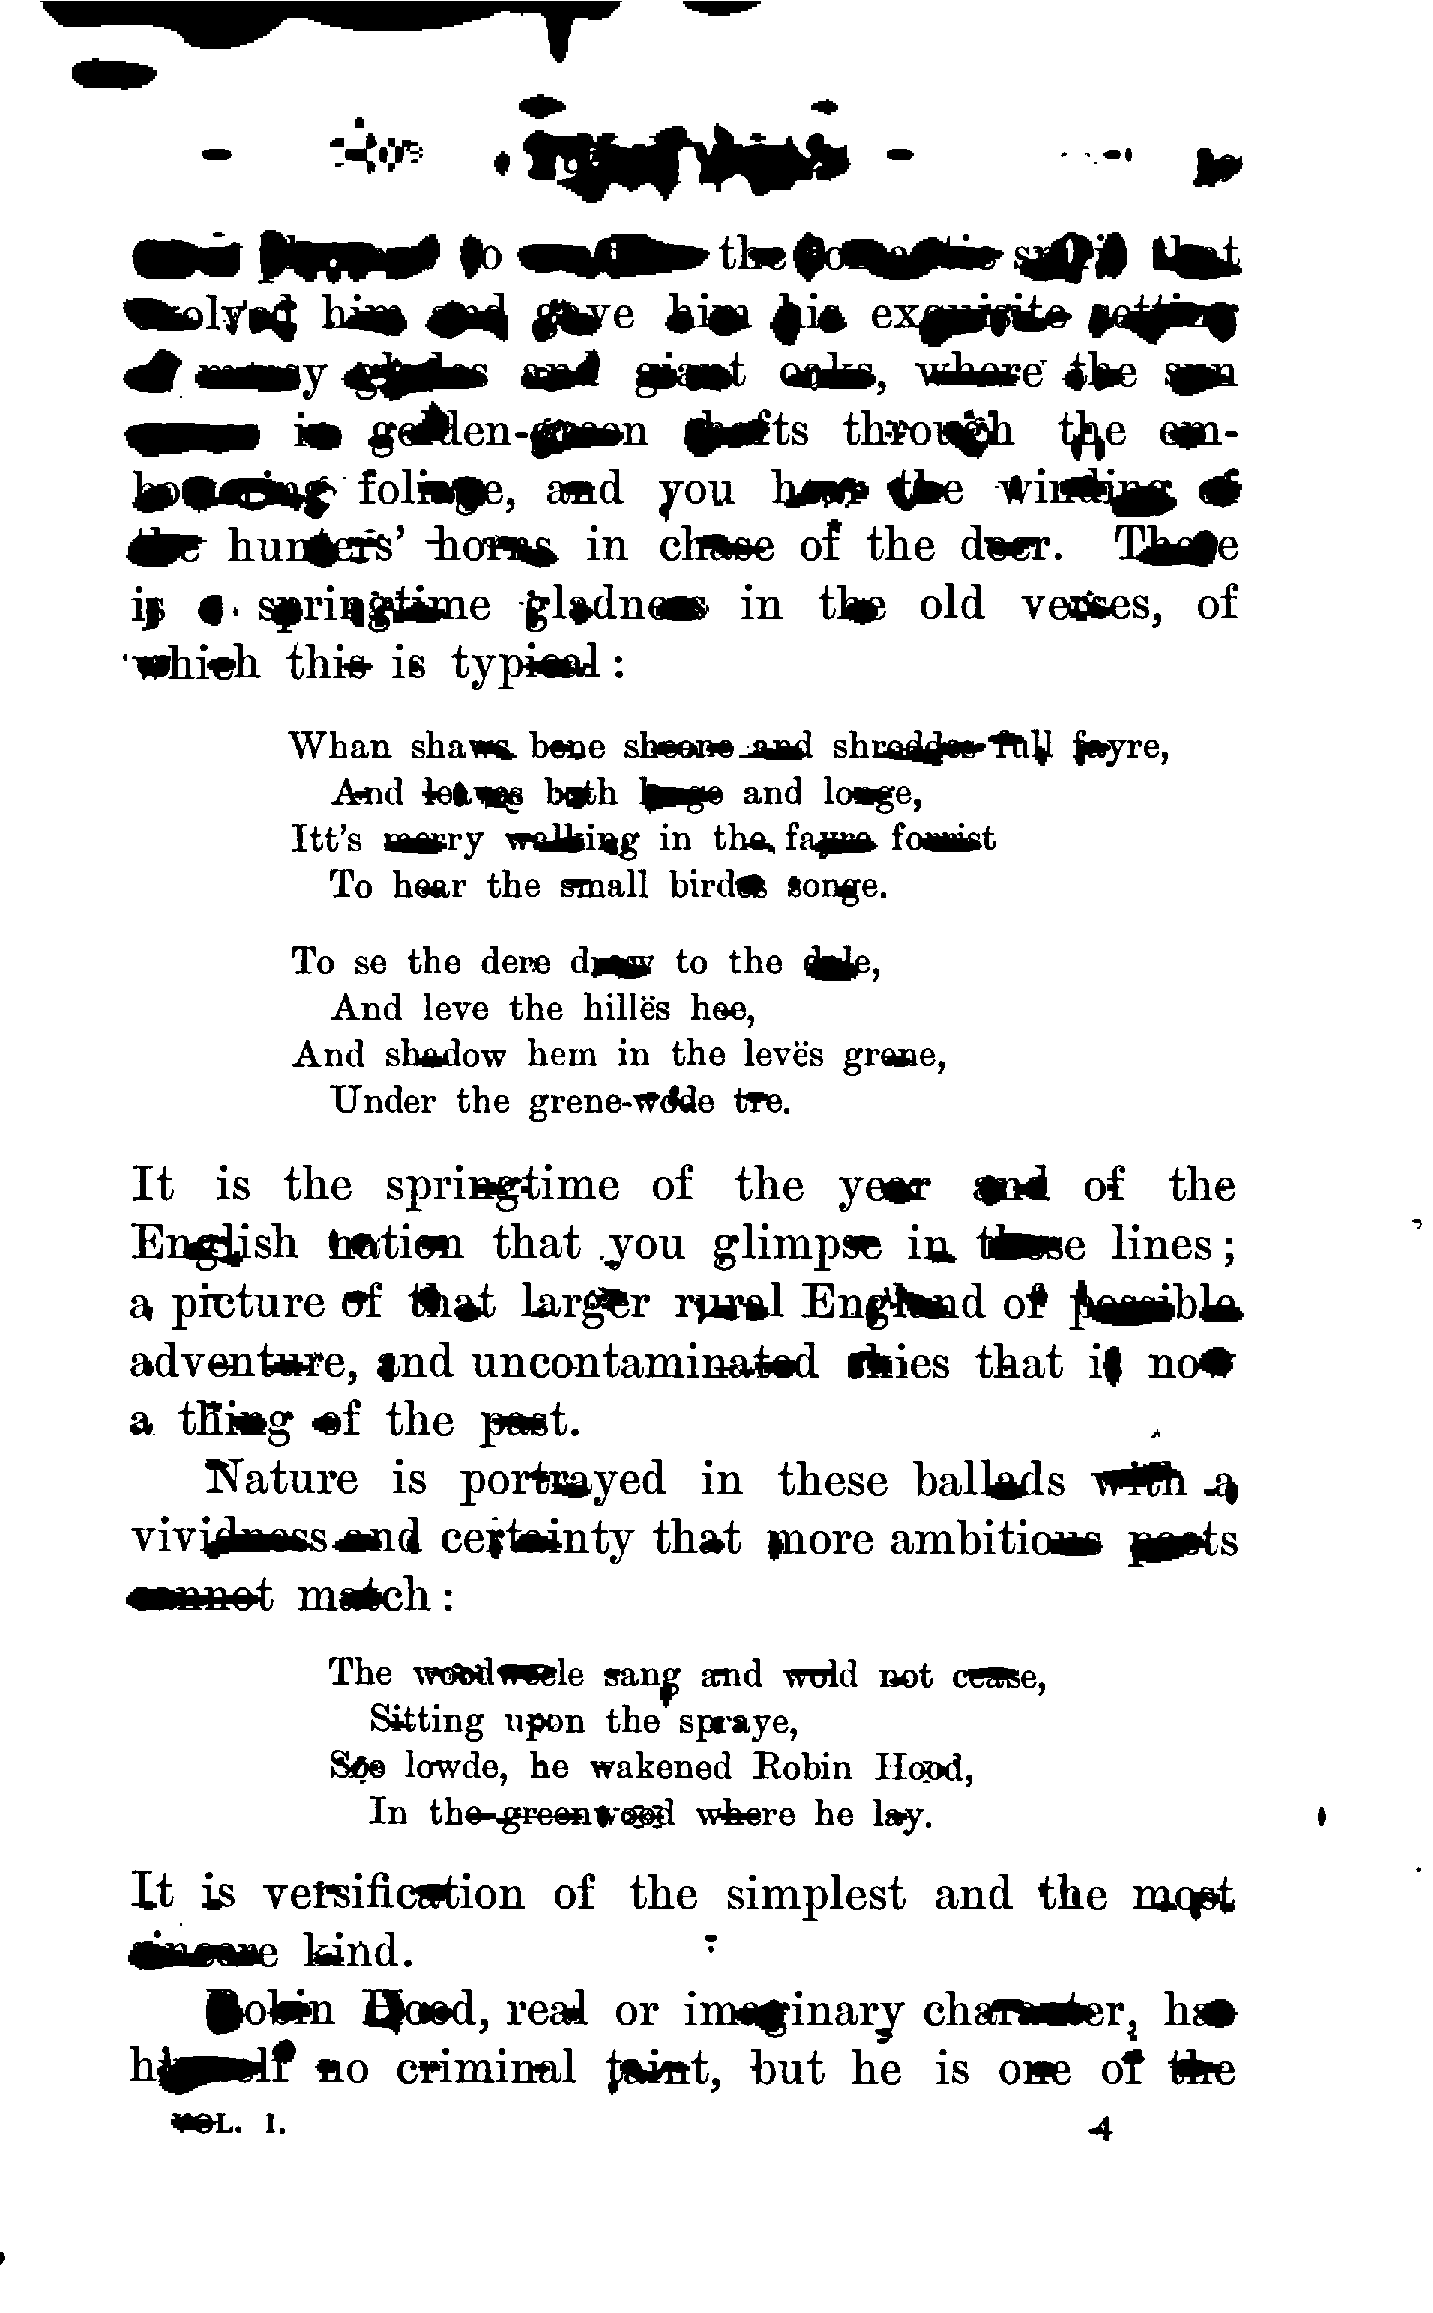 to the romantic spirit that
evolved him and gave him his exquisite setting
of mossy glades and giant oaks, where the sun
in golden-green shafts through the em-
bowering foliage, and you hear the winding of
the hunters' horns in chase of the deer. There
is a springtime gladness in the old verses, of
which this is typical:
Whan shaws bene sheene and shreddes full fayre,
And leaves both large and longe,
Itt's merry walking in the fayre forrist
To hear the small birdes songe.
To se the dere draw to the dale,
And leve the hillës hee,
And shadow hem in the levës grene,
Under the grene-wode tre.
It is the springtime of the year and of the
English nation that you glimpse in these lines;
a picture of that larger rural England of possible
adventure, and uncontaminated skies that is now
a thing of the past.
Nature is portrayed in these ballads with a
vividness and certainty that more ambitious poets
cannot match:
The woodweele sang and wold not cease,
Sitting upon the spraye,
Soe lowde, he wakened Robin Hood,
In the greenwood where he lay.
It is versification of the simplest and the most
sincere kind.
Robin Hood, real or imaginary character, has
himself no criminal taint, but he is one of the
VOL. I. 4